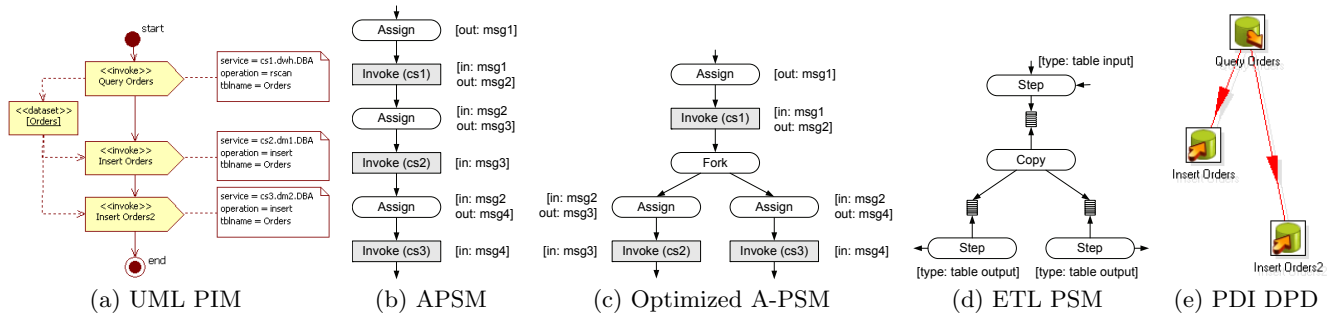 start
<<invoke>>
Query Orders
service = cs1.dwh.DBA
operation = rscan
tblname = Orders
<<dataset>>
[Orders]
<<invoke>>
Insert Orders
service = cs2.dm1.DBA
operation = insert
tblname = Orders
<<invoke>>
Insert Orders2
service = cs3.dm2.DBA
operation = insert
tblname = Orders
end
(a) UML PIM
Assign
[out: msg1]
Invoke (cs1)
[in: msg1
out: msg2]
Assign
[in: msg2
out: msg3]
Invoke (cs2)
[in: msg3]
Assign
[in: msg2
out: msg4]
Invoke (cs3)
[in: msg4]
(b) APSM
Assign
[out: msg1]
Invoke (cs1)
[in: msg1
out: msg2]
Fork
[in: msg2
out: msg3]
Assign
Assign
[in: msg2
out: msg4]
[in: msg3]
Invoke (cs2)
Invoke (cs3)
[in: msg4]
(c) Optimized A-PSM
[type: table input]
Step
Copy
Step
Step
[type: table output]
[type: table output]
(d) ETL PSM
Query Orders
Insert Orders
Insert Orders2
(e) PDI DPD